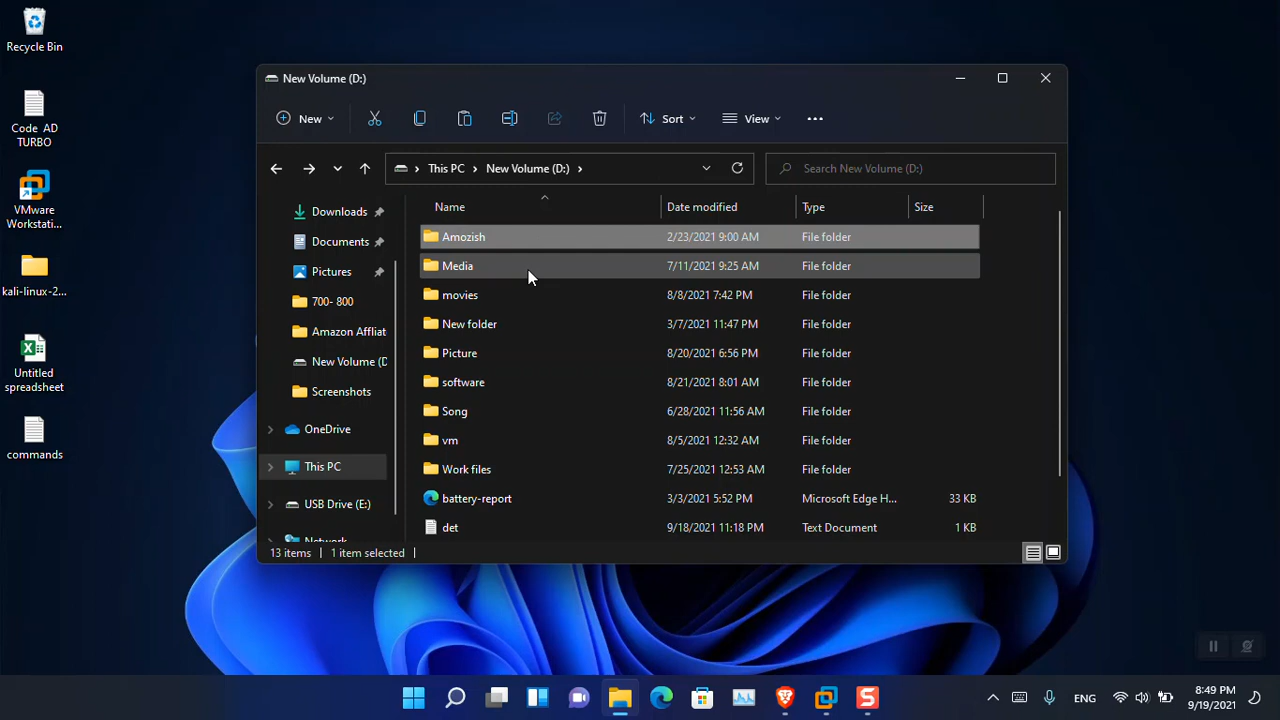 Recycle Bin
Code AD
TURBO
VMware
Workstati...
kali-linux-2...
Untitled
spreadsheet
commands
New Volume (D:)
New
Sort
View
This PC
New Volume (D:)
Search New Volume (D:)
Downloads
Documents
Pictures
700- 800
Amazon Affliat
New Volume (D
Screenshots
OneDrive
This PC
USB Drive (E:)
Network
Name Date modified Type Size
Amozish 2/23/2021 9:00 AM File folder
Media 7/11/2021 9:25 AM File folder
movies 8/8/2021 7:42 PM File folder
New folder 3/7/2021 11:47 PM File folder
Picture 8/20/2021 6:56 PM File folder
software 8/21/2021 8:01 AM File folder
Song 6/28/2021 11:56 AM File folder
vm 8/5/2021 12:32 AM File folder
Work files 7/25/2021 12:53 AM File folder
battery-report 3/3/2021 5:52 PM Microsoft Edge H... 33 KB
det 9/18/2021 11:18 PM Text Document 1 KB
13 items
1 item selected
ENG
8:49 PM
9/19/2021